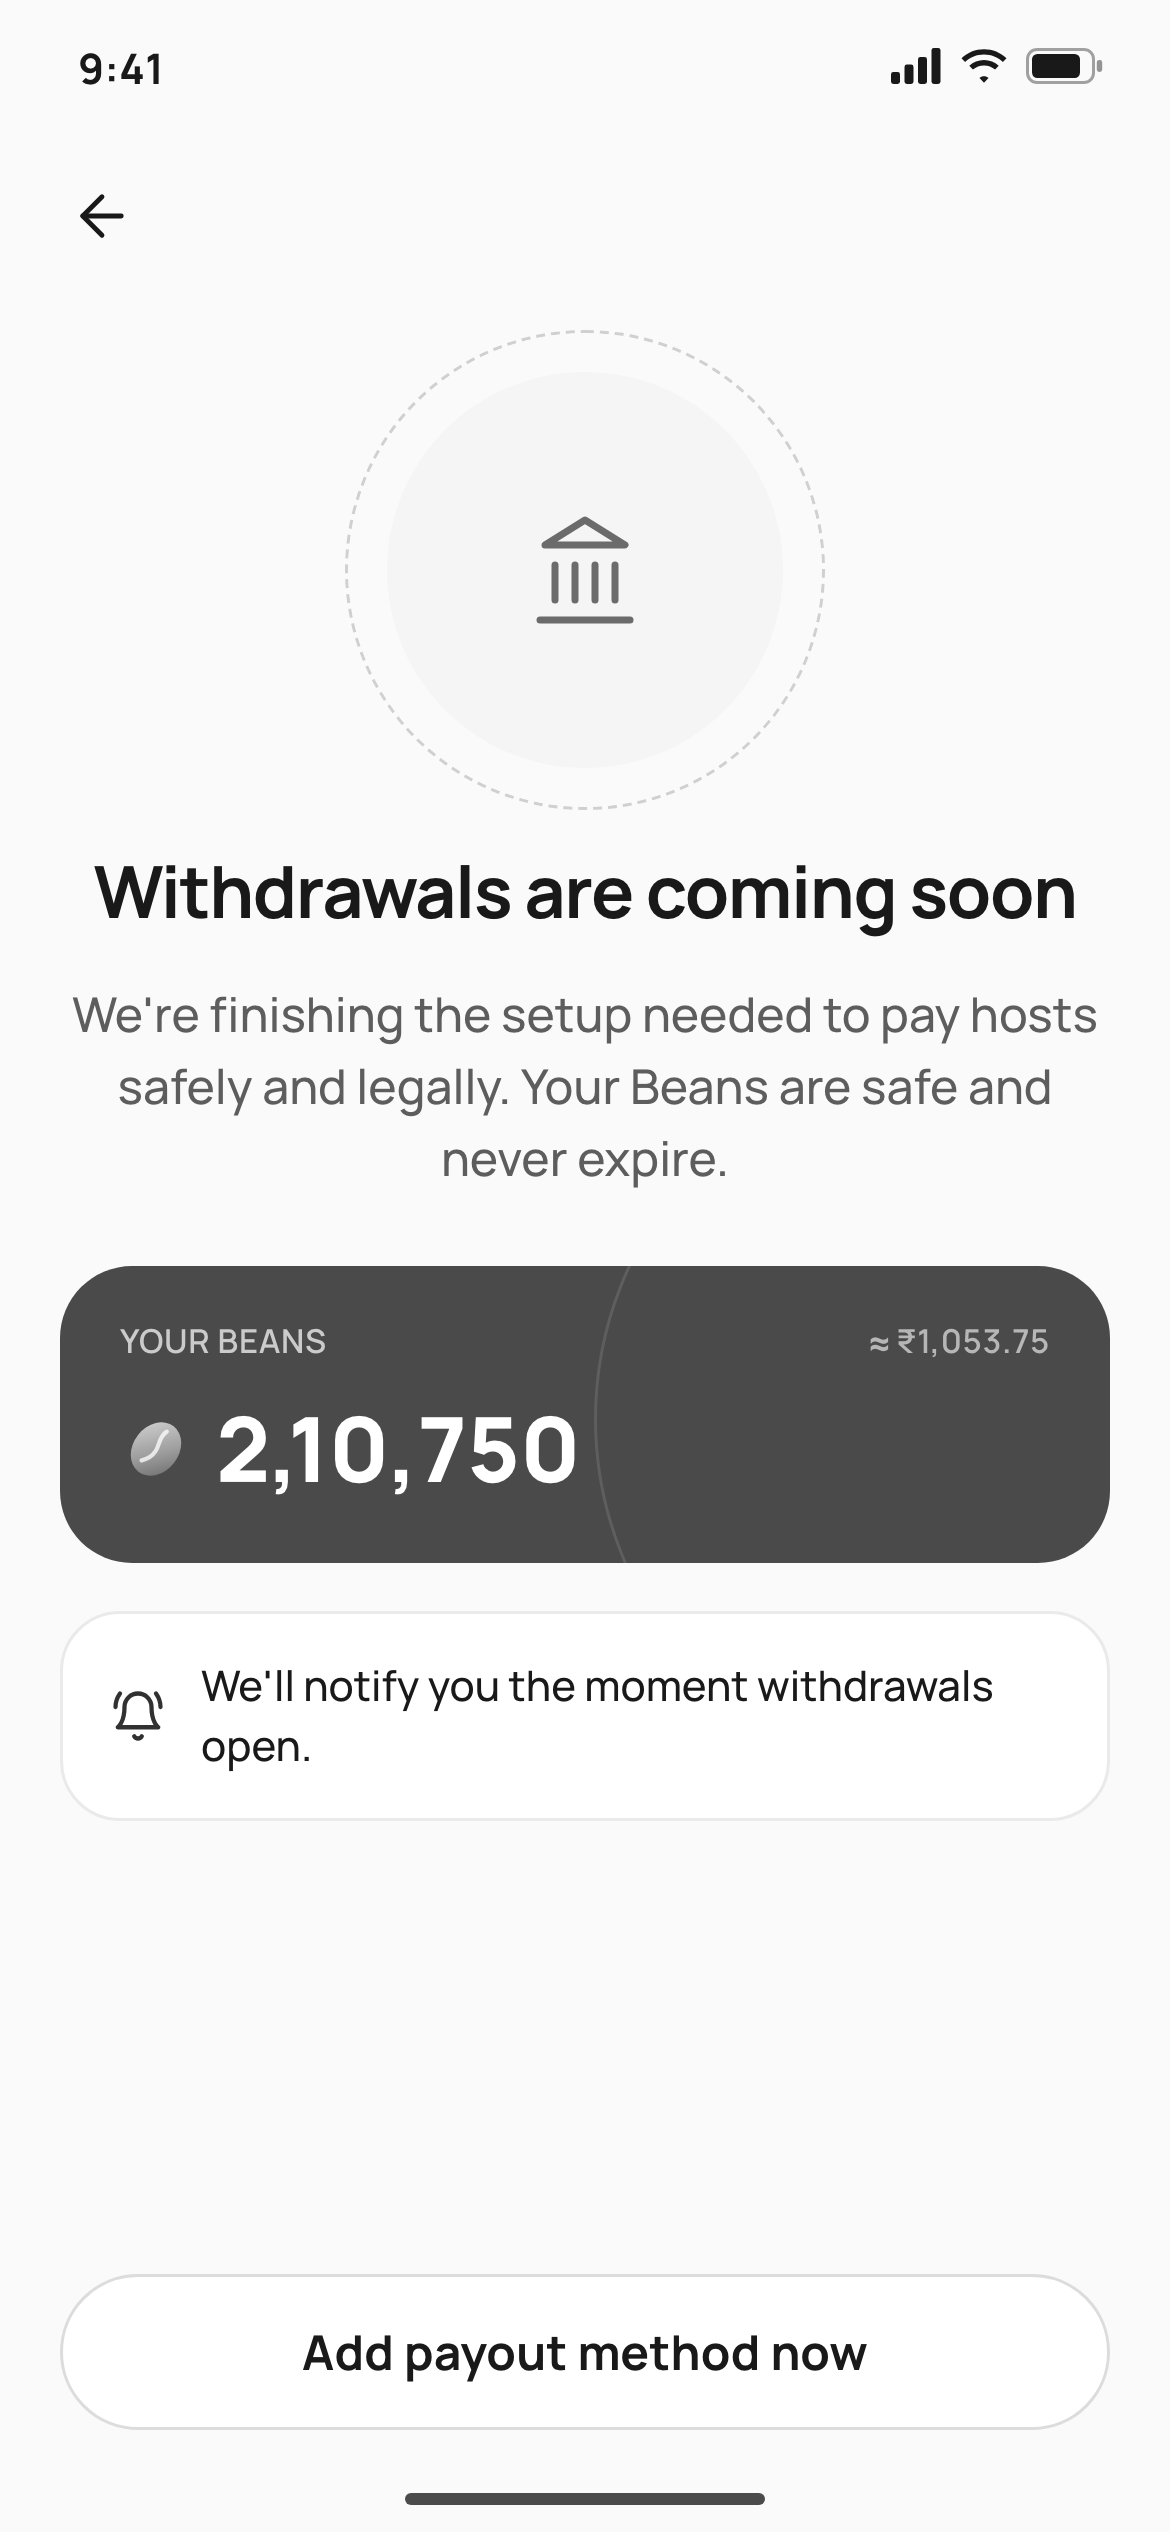 9:41
Withdrawals are coming soon
We're finishing the setup needed to pay hosts
safely and legally. Your Beans are safe and
never expire.
YOUR BEANS
≈ ₹1,053.75
2,10,750
We'll notify you the moment withdrawals
open.
Add payout method now